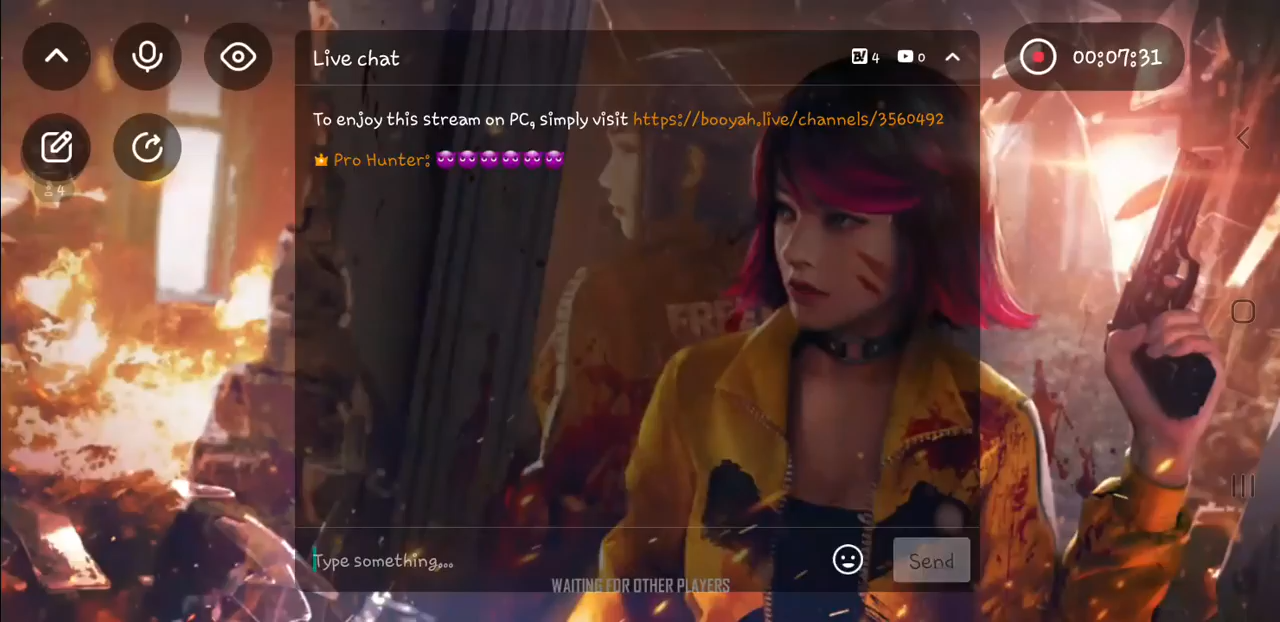 Live chat
4
0
00:07:31
To enjoy this stream on PC, simply visit https://booyah.live/channels/3560492
Pro Hunter: 😈😈😈😈😈😈
4
FREE
Type something...
Send
WAITING FOR OTHER PLAYERS